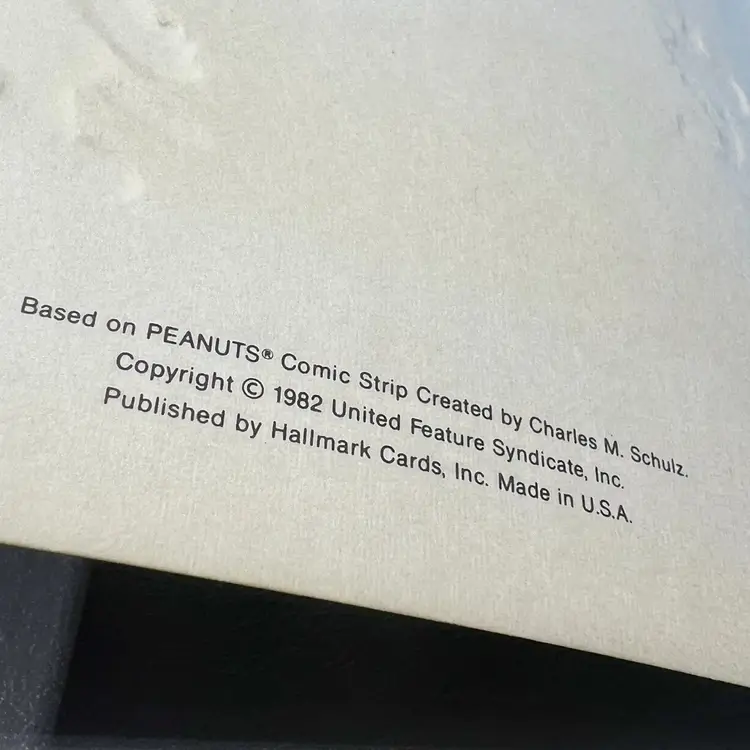 Based on PEANUTS® Comic Strip Created by Charles M. Schulz.
Copyright © 1982 United Feature Syndicate, Inc.
Published by Hallmark Cards, Inc. Made in U.S.A.